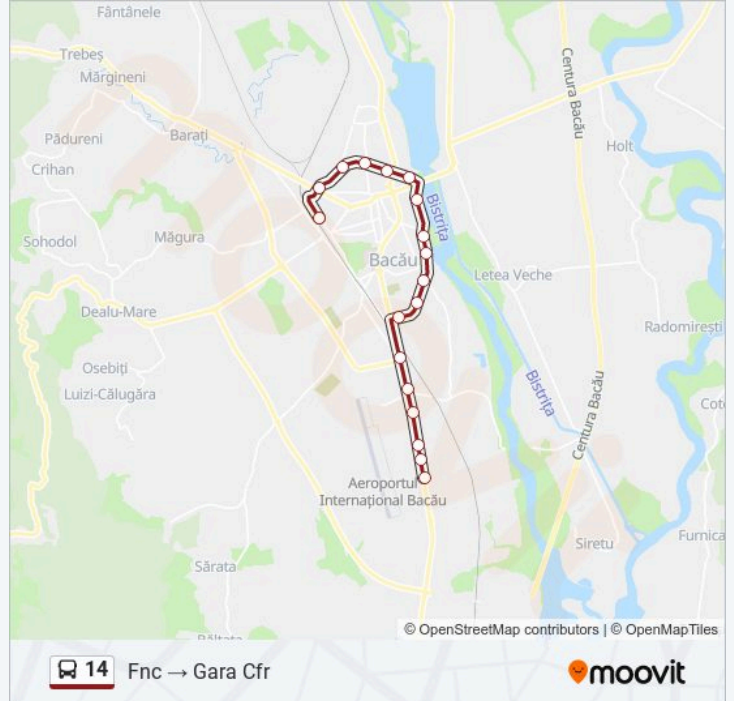 Fântânele
Trebeș
Mărgineni
Centura Bacău
Barați
Pădureni
Holt
Crihan
Bistrița
Sohodol
Măgura
Bacău
Letea Veche
Dealu-Mare
Radomirești
Osebiți
Luizi-Călugăra
Bistrița
Cot
Centura Bacău
Aeroportul
Internațional Bacău
Siretu
Furnica
Sărata
© OpenStreetMap contributors | © OpenMapTiles
14 Fnc → Gara Cfr
moovit